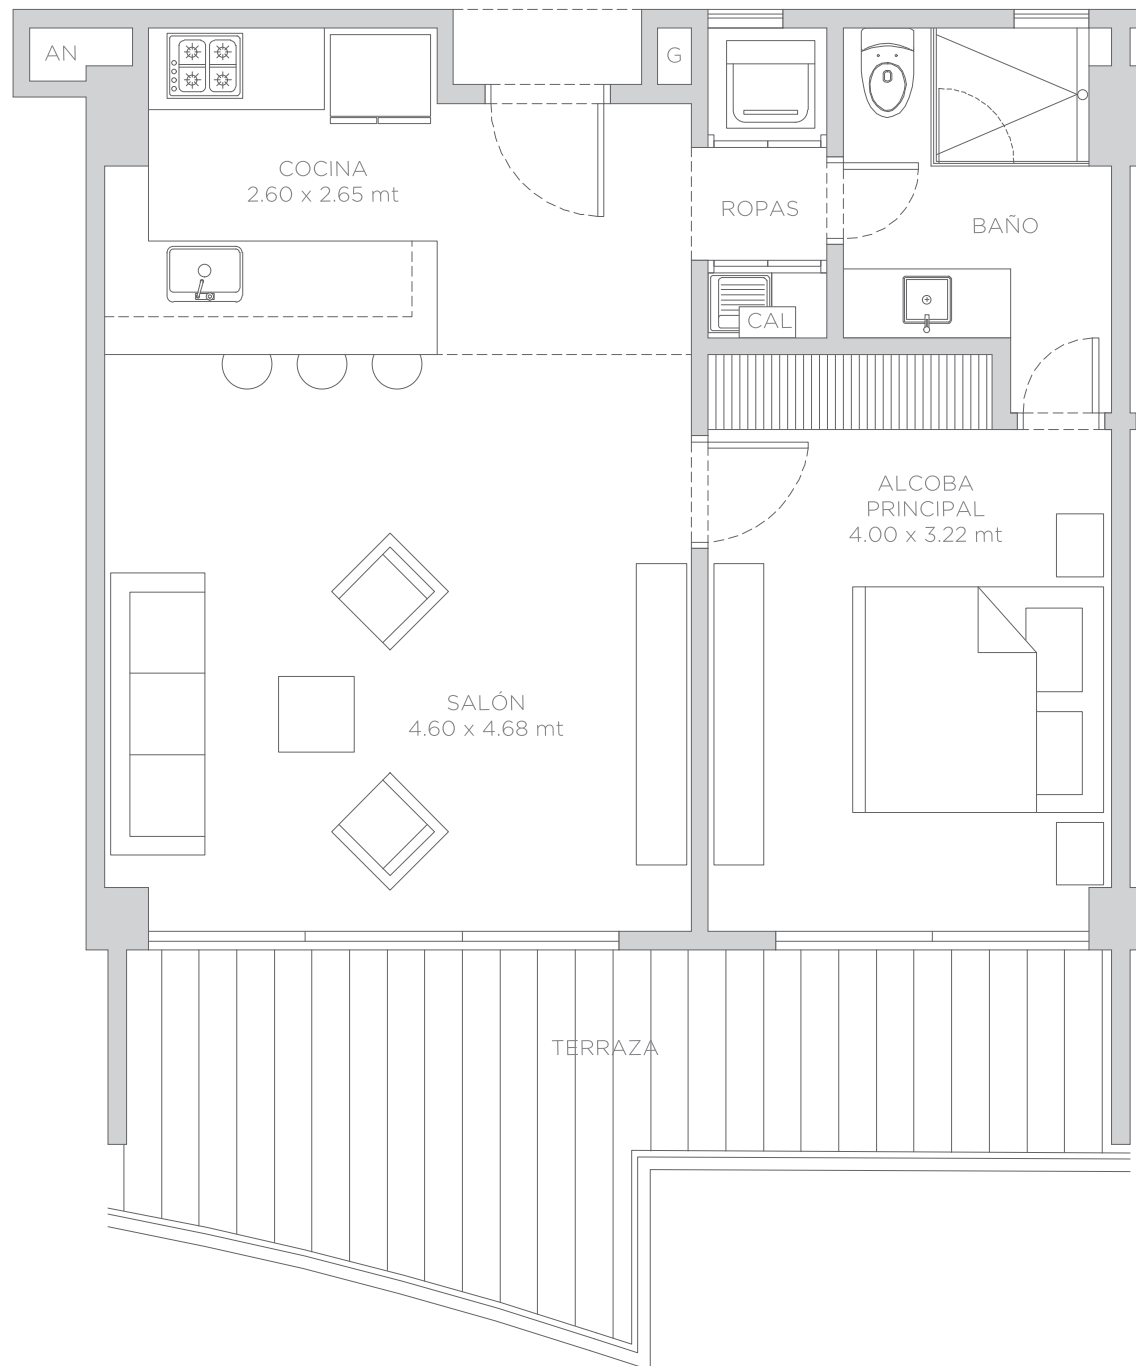 AN
G
COCINA
2.60 x 2.65 mt
ROPAS
BAÑO
CAL
ALCOBA
PRINCIPAL
4.00 x 3.22 mt
SALÓN
4.60 x 4.68 mt
TERRAZA